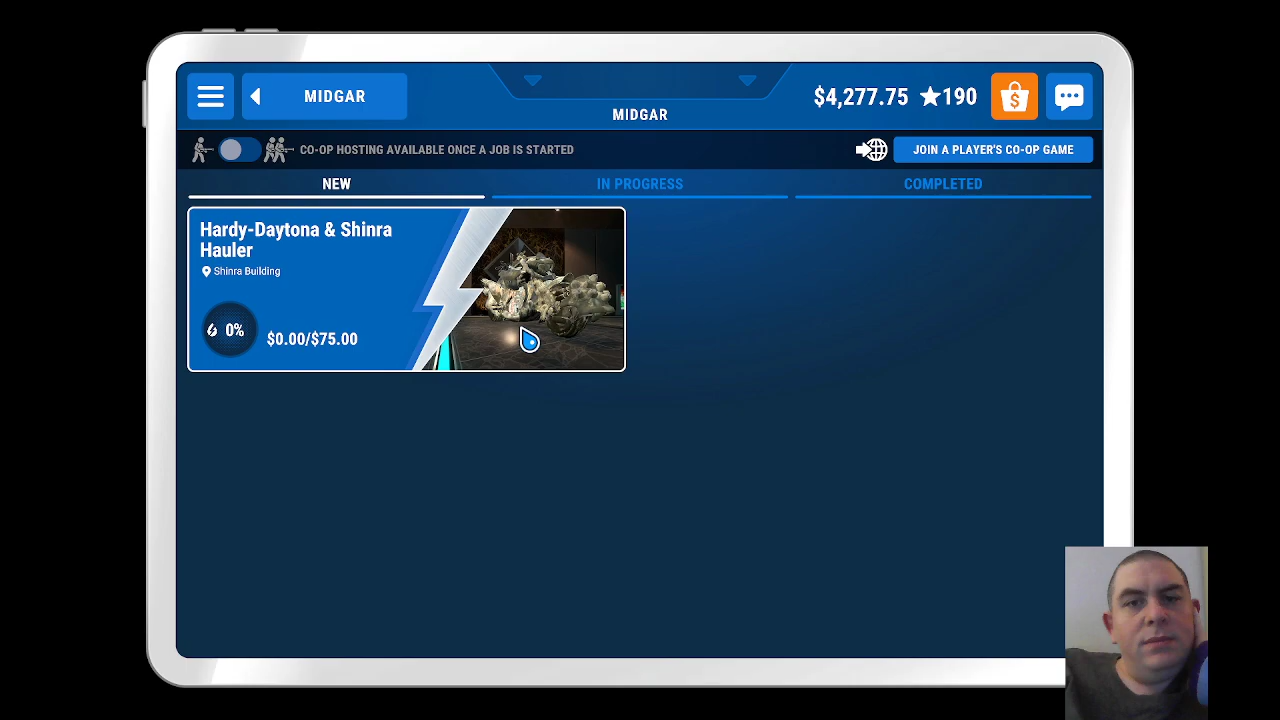 MIDGAR
$4,277.75 ★190
MIDGAR
CO-OP HOSTING AVAILABLE ONCE A JOB IS STARTED
JOIN A PLAYER'S CO-OP GAME
NEW
IN PROGRESS
COMPLETED
Hardy-Daytona & Shinra
Hauler
Shinra Building
0%
$0.00/$75.00